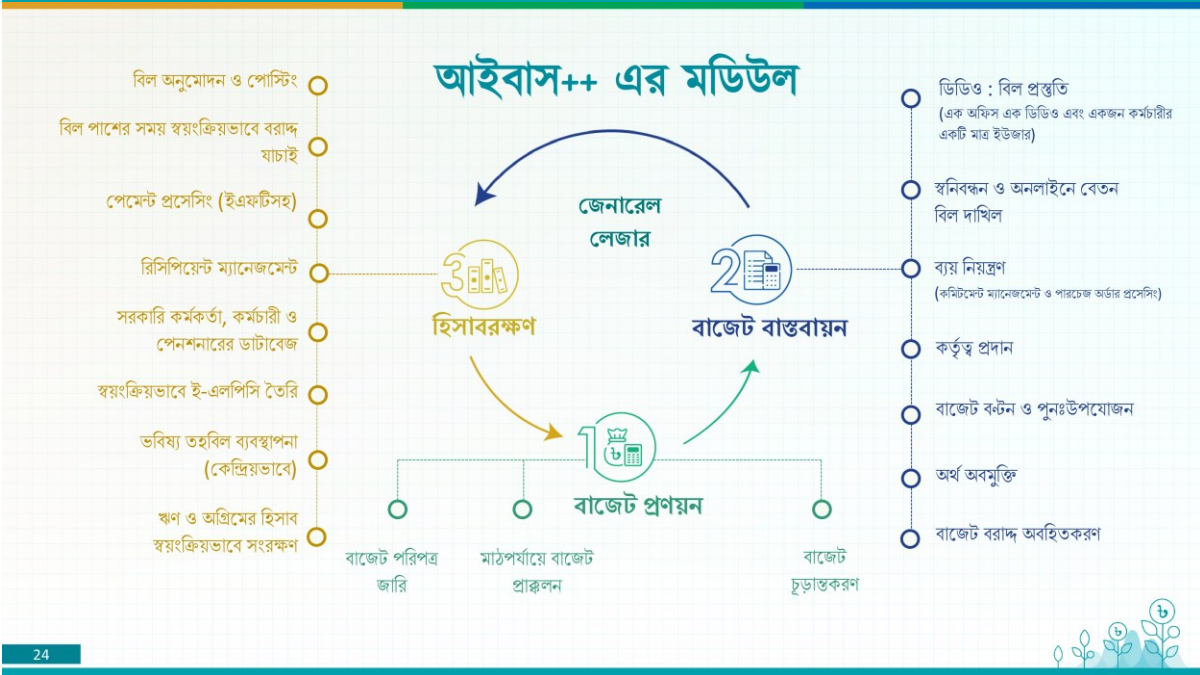 আইবাস++ এর মডিউল
বিল অনুমোদন ও পোস্টিং
বিল পাশের সময় স্বয়ংক্রিয়ভাবে বরাদ্দ
যাচাই
পেমেন্ট প্রসেসিং (ইএফটিসহ)
রিসিপিয়েন্ট ম্যানেজমেন্ট
সরকারি কর্মকর্তা, কর্মচারী ও
পেনশনারের ডাটাবেজ
স্বয়ংক্রিয়ভাবে ই-এলপিসি তৈরি
ভবিষ্য তহবিল ব্যবস্থাপনা
(কেন্দ্রিয়ভাবে)
ঋণ ও অগ্রিমের হিসাব
স্বয়ংক্রিয়ভাবে সংরক্ষণ
জেনারেল
লেজার
৩
হিসাবরক্ষণ
২
বাজেট বাস্তবায়ন
১
৳
বাজেট প্রণয়ন
বাজেট পরিপত্র
জারি
মাঠপর্যায়ে বাজেট
প্রাক্কলন
বাজেট
চূড়ান্তকরণ
ডিডিও : বিল প্রস্তুতি
(এক অফিস এক ডিডিও এবং একজন কর্মচারীর
একটি মাত্র ইউজার)
স্বনিবন্ধন ও অনলাইনে বেতন
বিল দাখিল
ব্যয় নিয়ন্ত্রণ
(কমিটমেন্ট ম্যানেজমেন্ট ও পারচেজ অর্ডার প্রসেসিং)
কর্তৃত্ব প্রদান
বাজেট বণ্টন ও পুনঃউপযোজন
অর্থ অবমুক্তি
বাজেট বরাদ্দ অবহিতকরণ
24
৳
৳